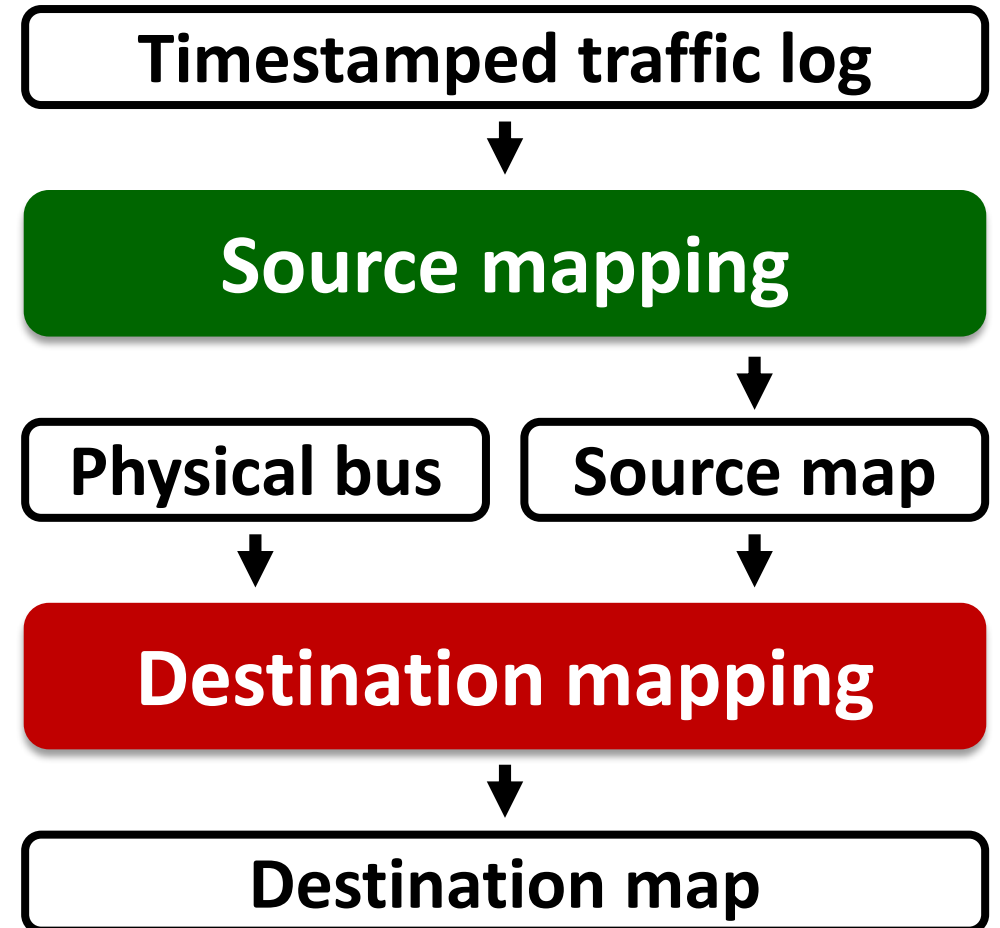 Timestamped traffic log
Source mapping
Physical bus
Source map
Destination mapping
Destination map